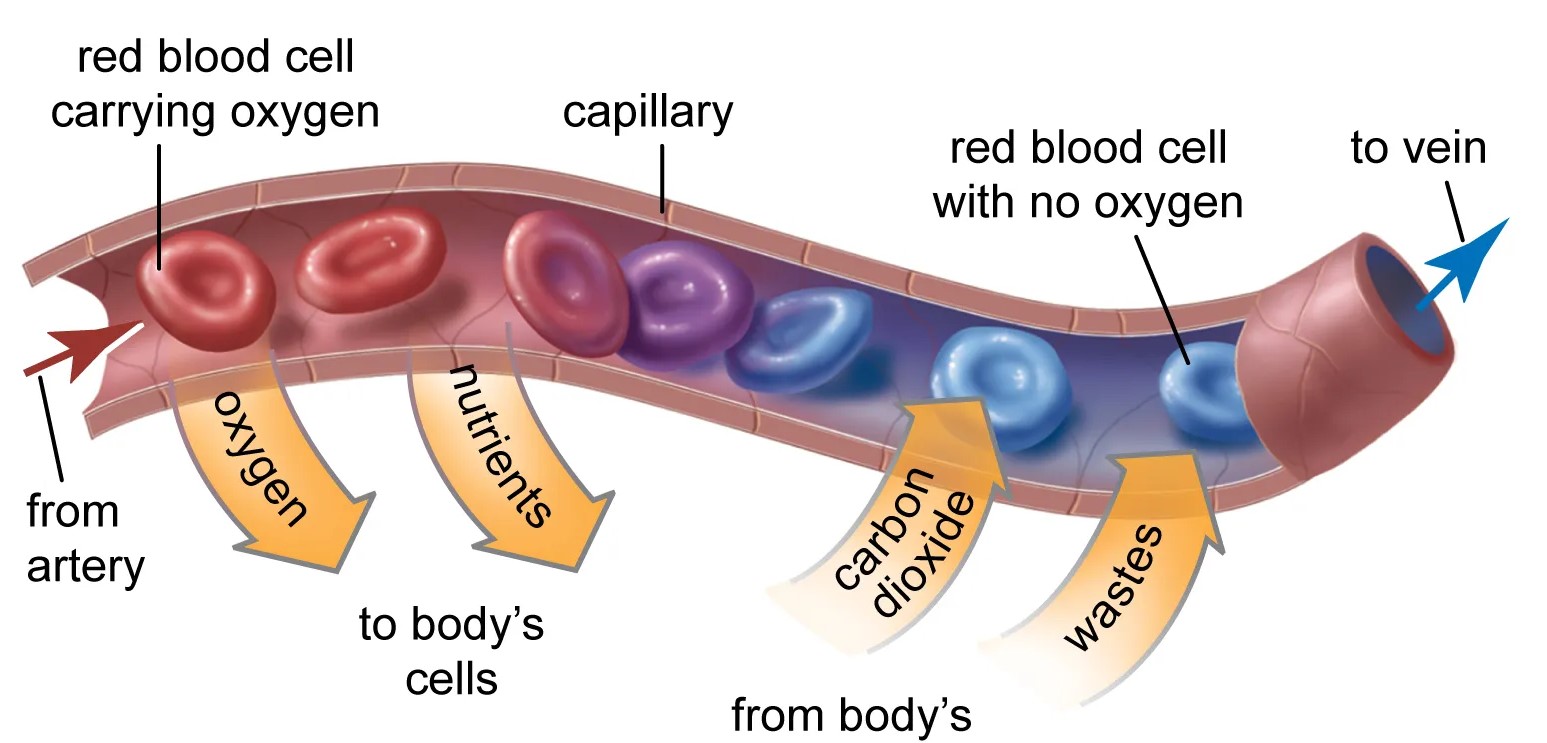 red blood cell
carrying oxygen
capillary
red blood cell
with no oxygen
to vein
from
artery
oxygen
nutrients
to body’s
cells
carbon
dioxide
wastes
from body’s